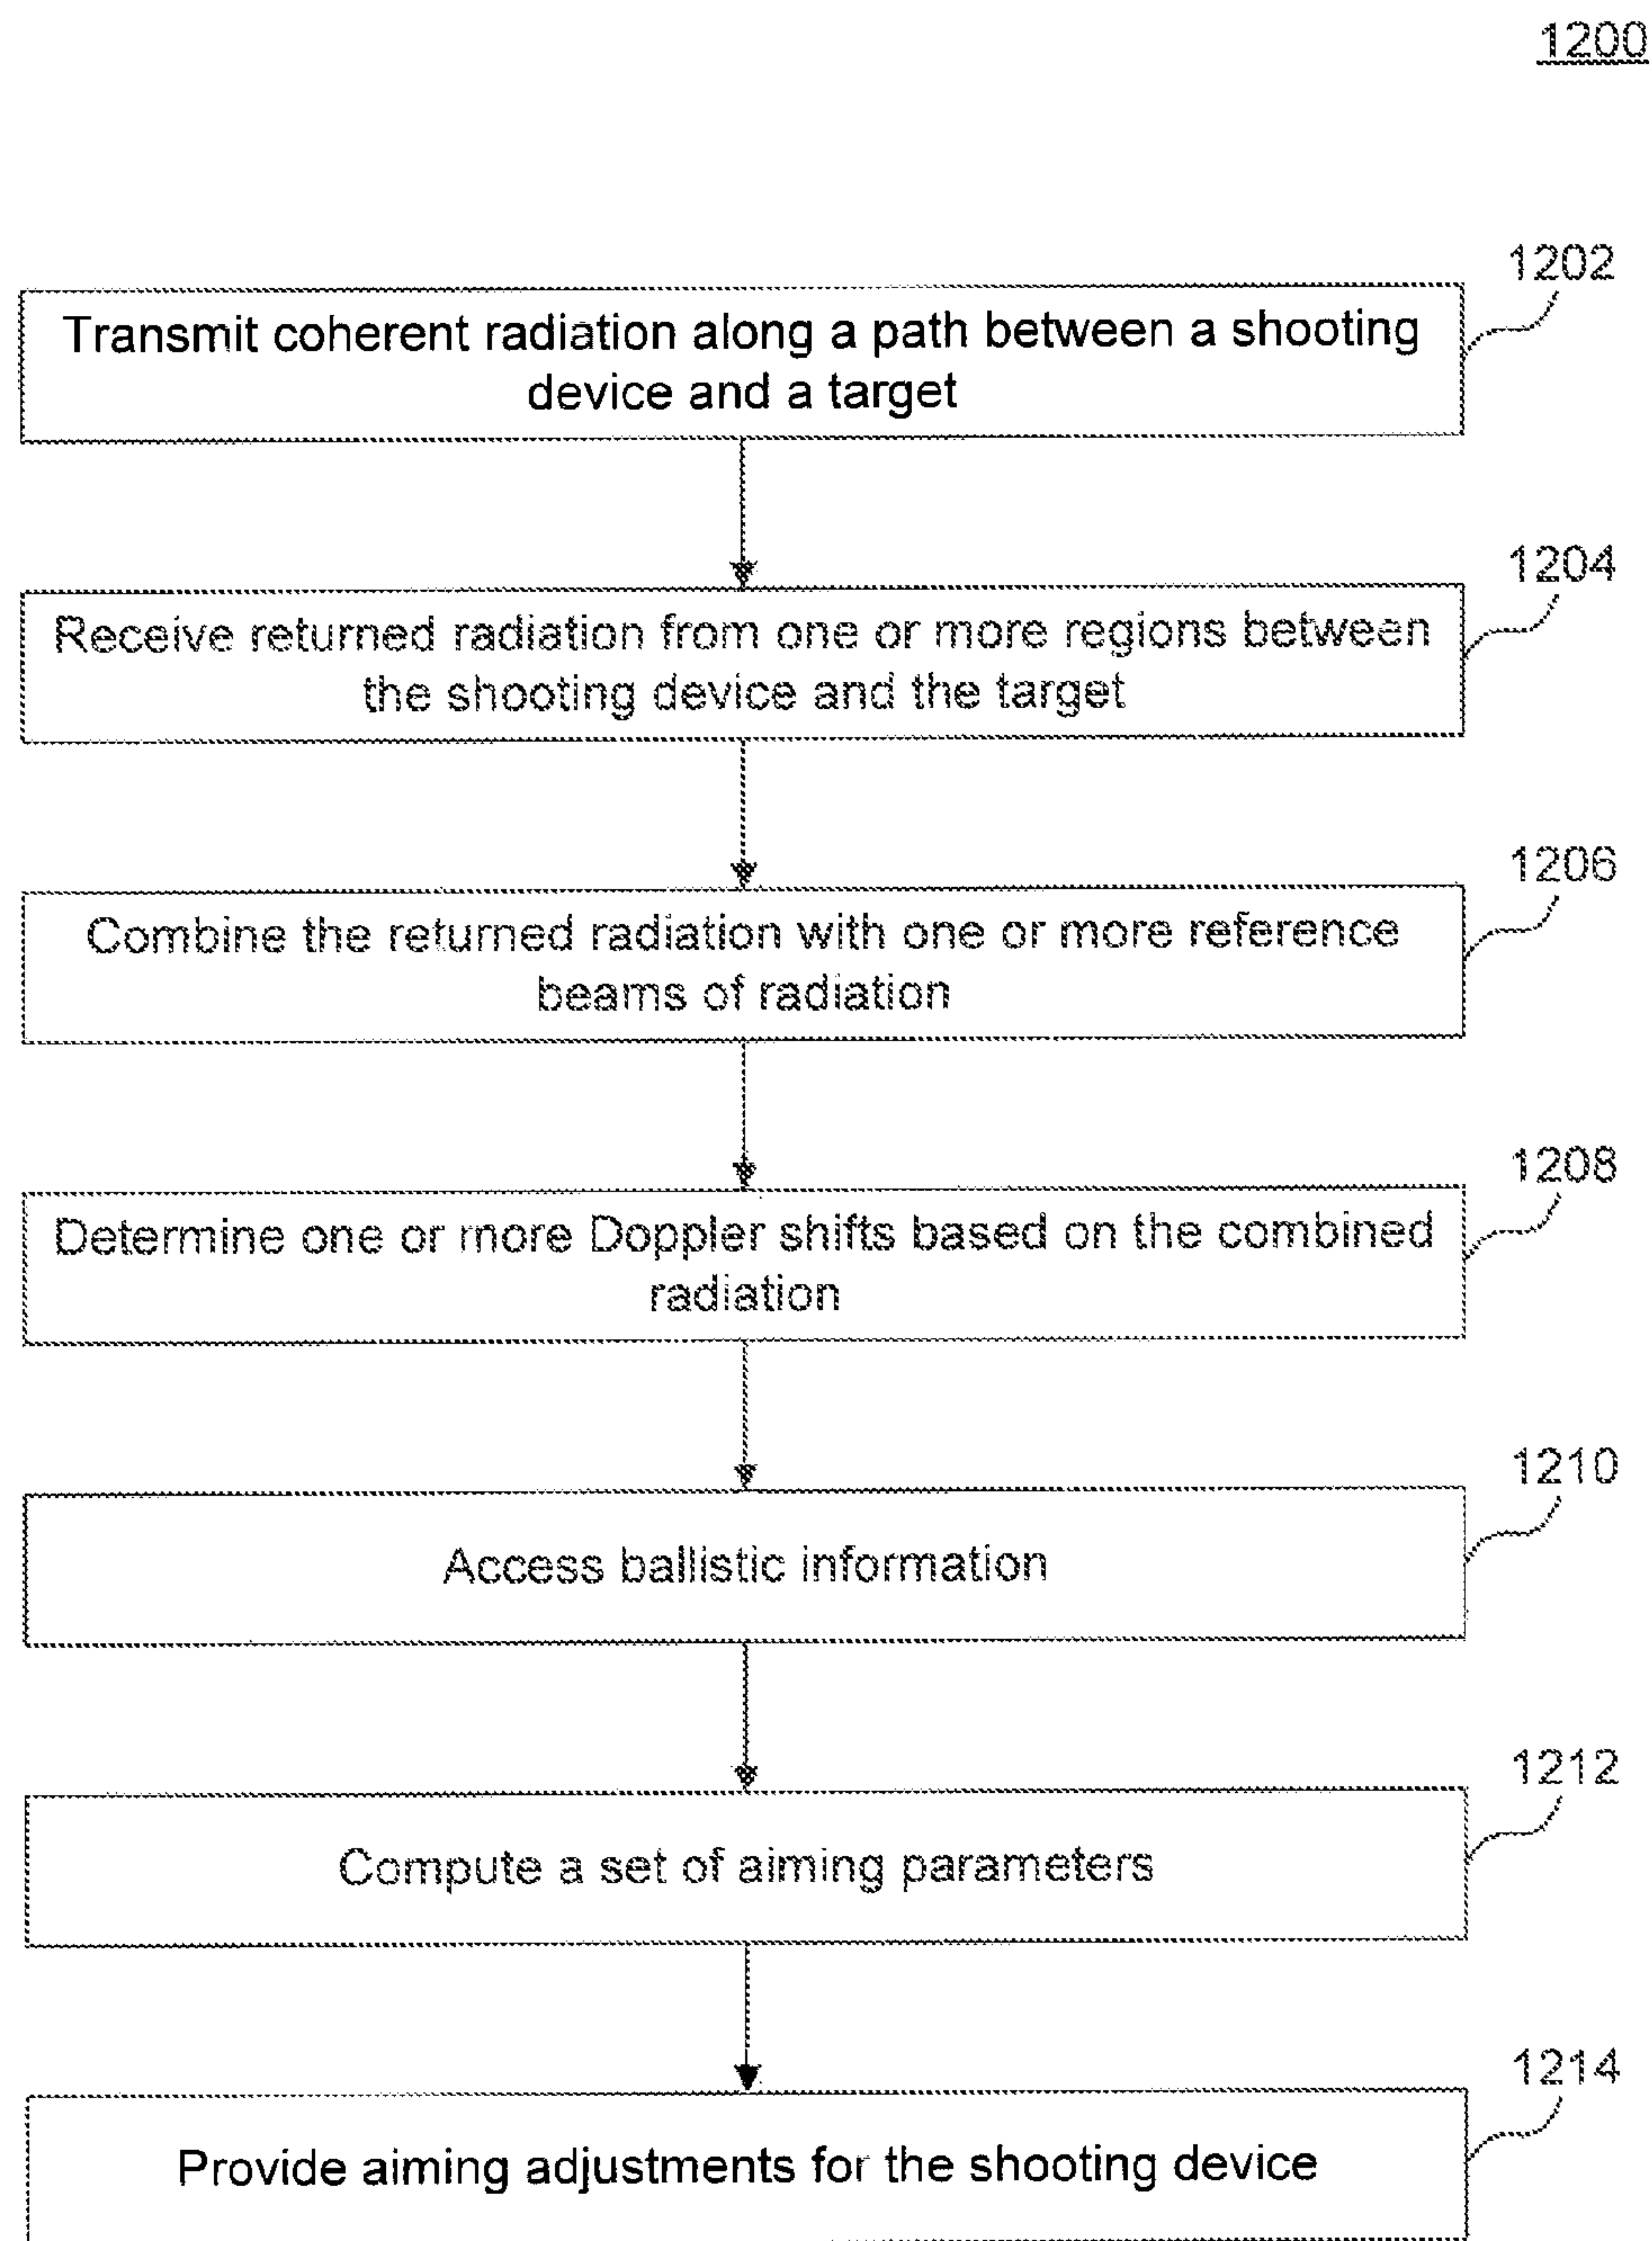 1200
1202
Transmit coherent radiation along a path between a shooting
device and a target
1204
Receive returned radiation from one or more regions between
the shooting device and the target
1206
Combine the returned radiation with one or more reference
beams of radiation
1208
Determine one or more Doppler shifts based on the combined
radiation
1210
Access ballistic information
1212
Compute a set of aiming parameters
1214
Provide aiming adjustments for the shooting device